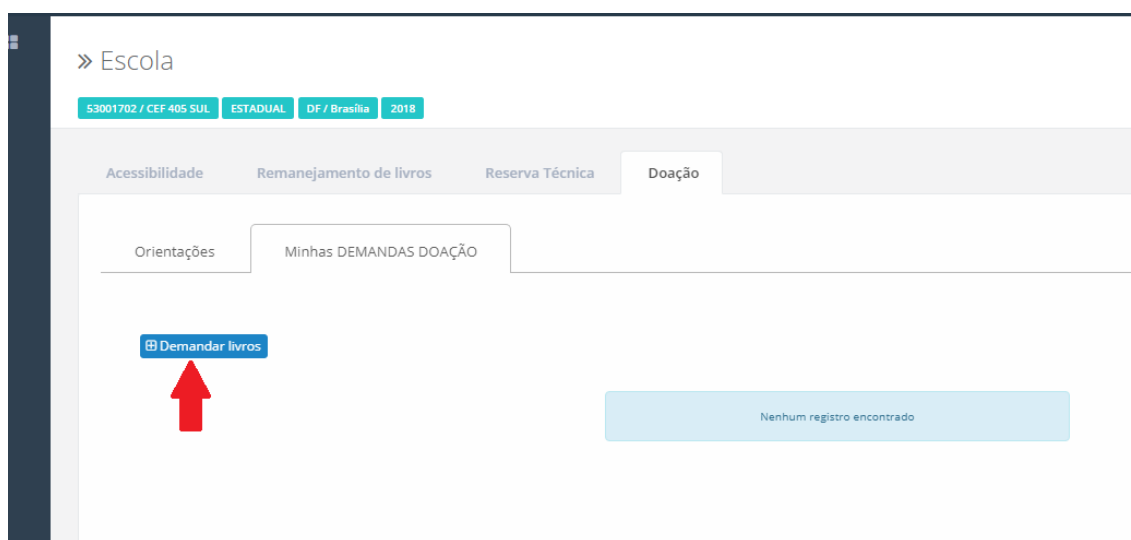 » Escola
53001702 / CEF 405 SUL ESTADUAL DF / Brasília 2018
Acessibilidade Remanejamento de livros Reserva Técnica Doação
Orientações Minhas DEMANDAS DOAÇÃO
Demandar livros
Nenhum registro encontrado